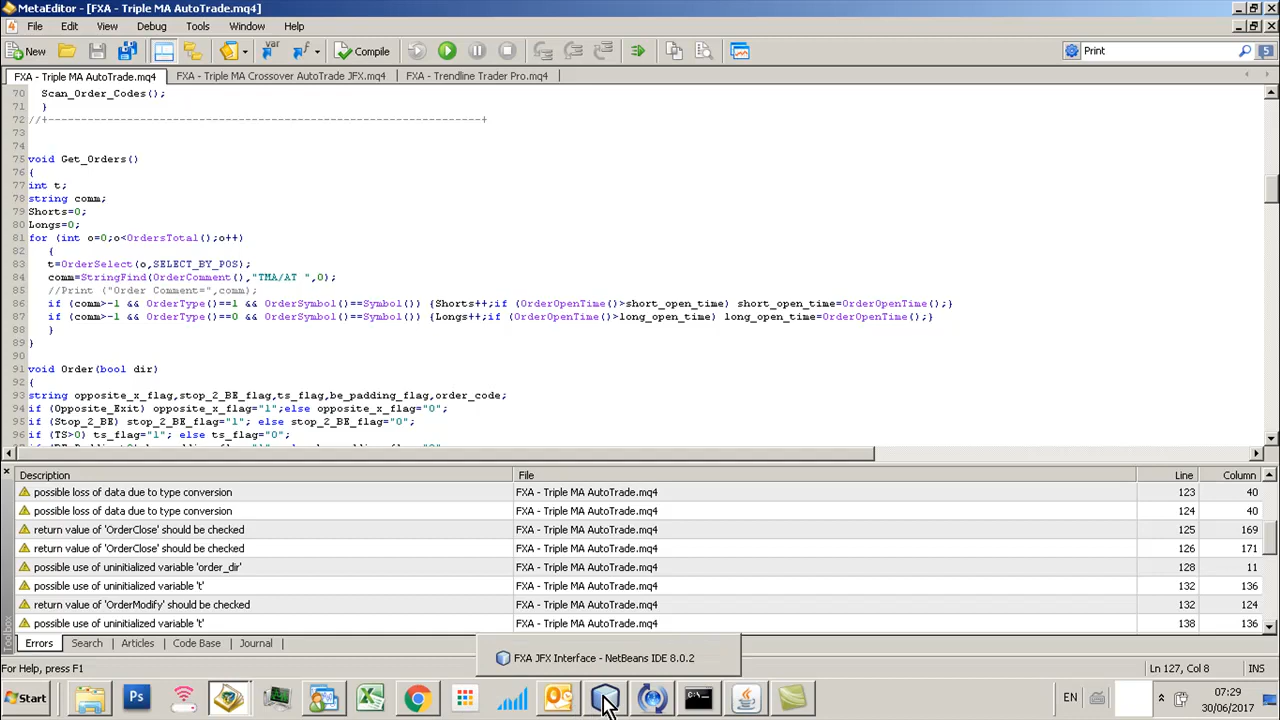 MetaEditor - [FXA - Triple MA AutoTrade.mq4]
File Edit View Debug Tools Window Help
New var Compile Print 5
FXA - Triple MA AutoTrade.mq4 FXA - Triple MA Crossover AutoTrade JFX.mq4 FXA - Trendline Trader Pro.mq4
70 Scan_Order_Codes();
71 }
72 //+------------------------------------------------------------------+
73
74
75 void Get_Orders()
76 {
77 int t;
78 string comm;
79 Shorts=0;
80 Longs=0;
81 for (int o=0;o<OrdersTotal();o++)
82 {
83 t=OrderSelect(o,SELECT_BY_POS);
84 comm=StringFind(OrderComment(),"TMA/AT ",0);
85 //Print ("Order Comment=",comm);
86 if (comm>-1 && OrderType()==1 && OrderSymbol()==Symbol()) {Shorts++;if (OrderOpenTime()>short_open_time) short_open_time=OrderOpenTime();}
87 if (comm>-1 && OrderType()==0 && OrderSymbol()==Symbol()) {Longs++;if (OrderOpenTime()>long_open_time) long_open_time=OrderOpenTime();}
88 }
89 }
90
91 void Order(bool dir)
92 {
93 string opposite_x_flag,stop_2_BE_flag,ts_flag,be_padding_flag,order_code;
94 if (Opposite_Exit) opposite_x_flag="1";else opposite_x_flag="0";
95 if (Stop_2_BE) stop_2_BE_flag="1"; else stop_2_BE_flag="0";
96 if (TS>0) ts_flag="1"; else ts_flag="0";
Description File Line Column
possible loss of data due to type conversion FXA - Triple MA AutoTrade.mq4 123 40
possible loss of data due to type conversion FXA - Triple MA AutoTrade.mq4 124 40
return value of 'OrderClose' should be checked FXA - Triple MA AutoTrade.mq4 125 169
return value of 'OrderClose' should be checked FXA - Triple MA AutoTrade.mq4 126 171
possible use of uninitialized variable 'order_dir' FXA - Triple MA AutoTrade.mq4 128 11
possible use of uninitialized variable 't' FXA - Triple MA AutoTrade.mq4 132 136
return value of 'OrderModify' should be checked FXA - Triple MA AutoTrade.mq4 132 124
possible use of uninitialized variable 't' FXA - Triple MA AutoTrade.mq4 138 136
Toolbox
Errors Search Articles Code Base Journal
FXA JFX Interface - NetBeans IDE 8.0.2
For Help, press F1 Ln 127, Col 8 INS
Start Ps EN 07:29
30/06/2017